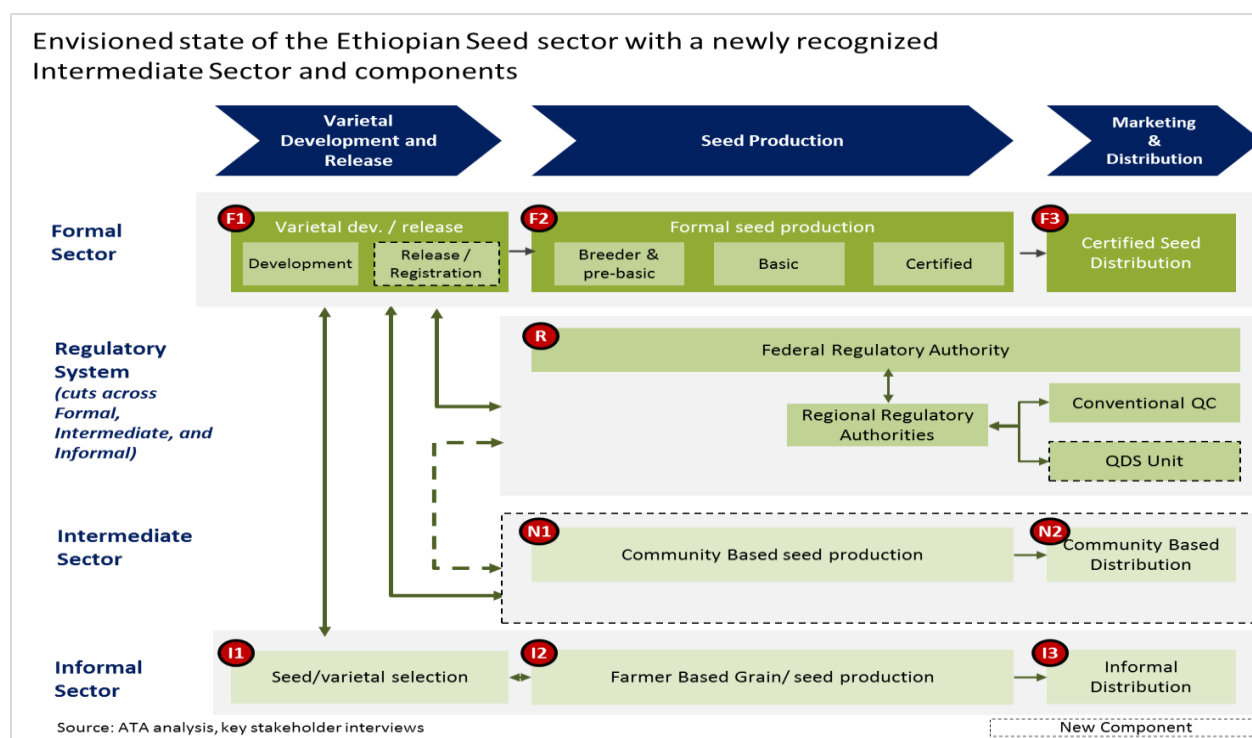 Envisioned state of the Ethiopian Seed sector with a newly recognized
Intermediate Sector and components
Varietal
Development and
Release
Seed Production
Marketing
&
Distribution
Formal
Sector
F1
Varietal dev. / release
Development
Release /
Registration
F2
Formal seed production
Breeder &
pre-basic
Basic
Certified
F3
Certified Seed
Distribution
Regulatory
System
(cuts across
Formal,
Intermediate, and
Informal)
R
Federal Regulatory Authority
Regional Regulatory
Authorities
Conventional QC
QDS Unit
Intermediate
Sector
N1
Community Based seed production
N2
Community Based
Distribution
Informal
Sector
I1
Seed/varietal selection
I2
Farmer Based Grain/ seed production
I3
Informal
Distribution
Source: ATA analysis, key stakeholder interviews
New Component